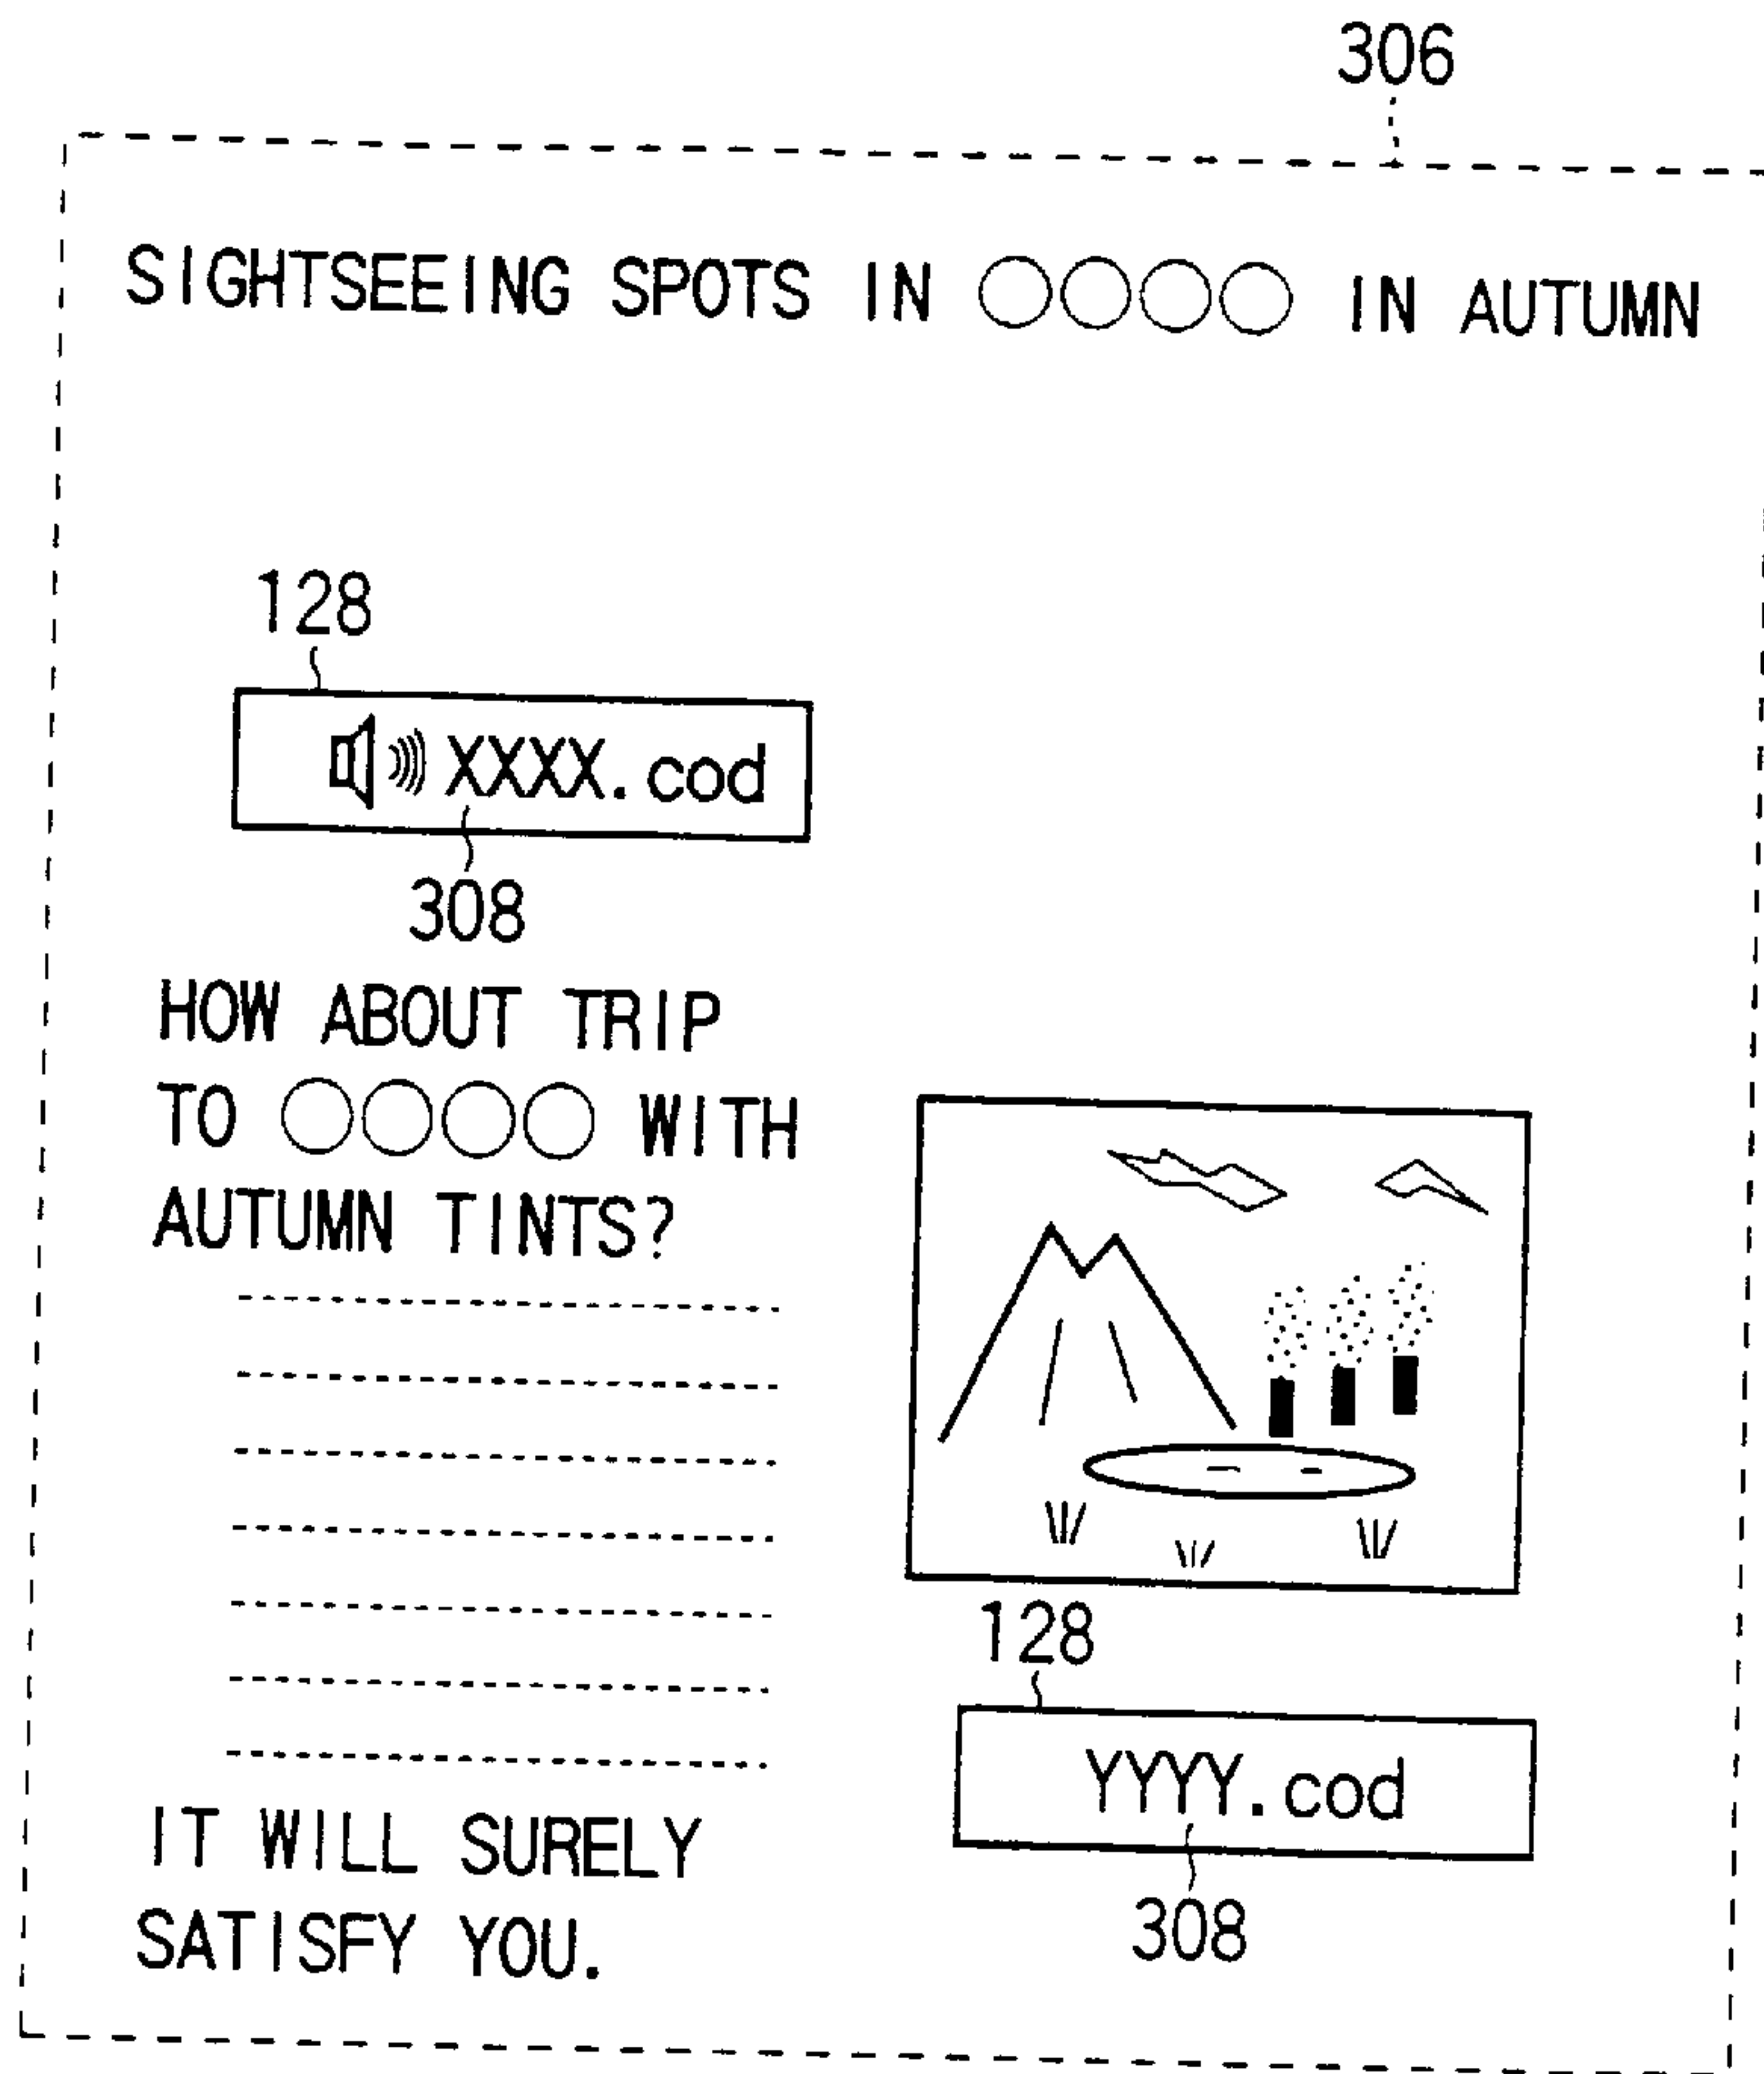 306
SIGHTSEEING SPOTS IN ○○○○ IN AUTUMN
128
XXXX.cod
308
HOW ABOUT TRIP
TO ○○○○ WITH
AUTUMN TINTS?
128
YYYY.cod
308
IT WILL SURELY
SATISFY YOU.